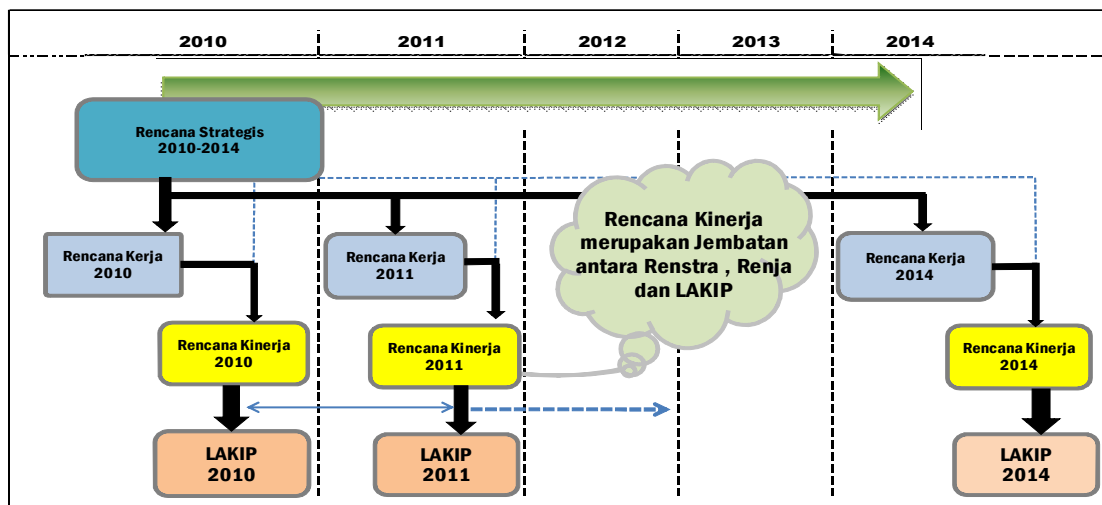 2010 2011 2012 2013 2014
Rencana Strategis
2010-2014
Rencana Kerja
2010
Rencana Kerja
2011
Rencana Kinerja
merupakan Jembatan
antara Renstra , Renja
dan LAKIP
Rencana Kerja
2014
Rencana Kinerja
2010
Rencana Kinerja
2011
Rencana Kinerja
2014
LAKIP
2010
LAKIP
2011
LAKIP
2014